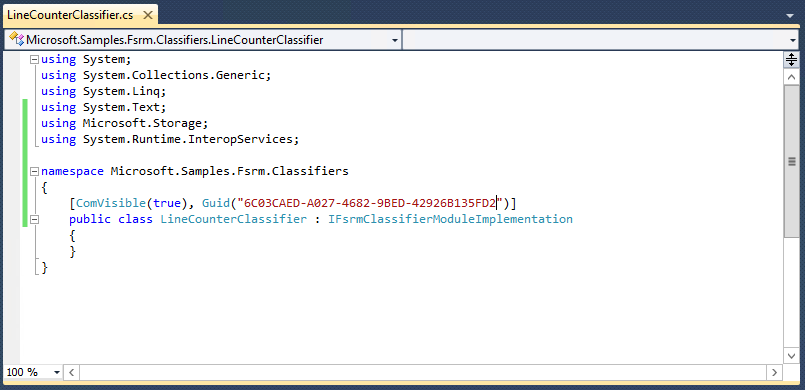 LineCounterClassifier.cs
Microsoft.Samples.Fsrm.Classifiers.LineCounterClassifier
using System;
using System.Collections.Generic;
using System.Linq;
using System.Text;
using Microsoft.Storage;
using System.Runtime.InteropServices;
namespace Microsoft.Samples.Fsrm.Classifiers
{
[ComVisible(true), Guid("6C03CAED-A027-4682-9BED-42926B135FD2")]
public class LineCounterClassifier : IFsrmClassifierModuleImplementation
{
}
}
100 %